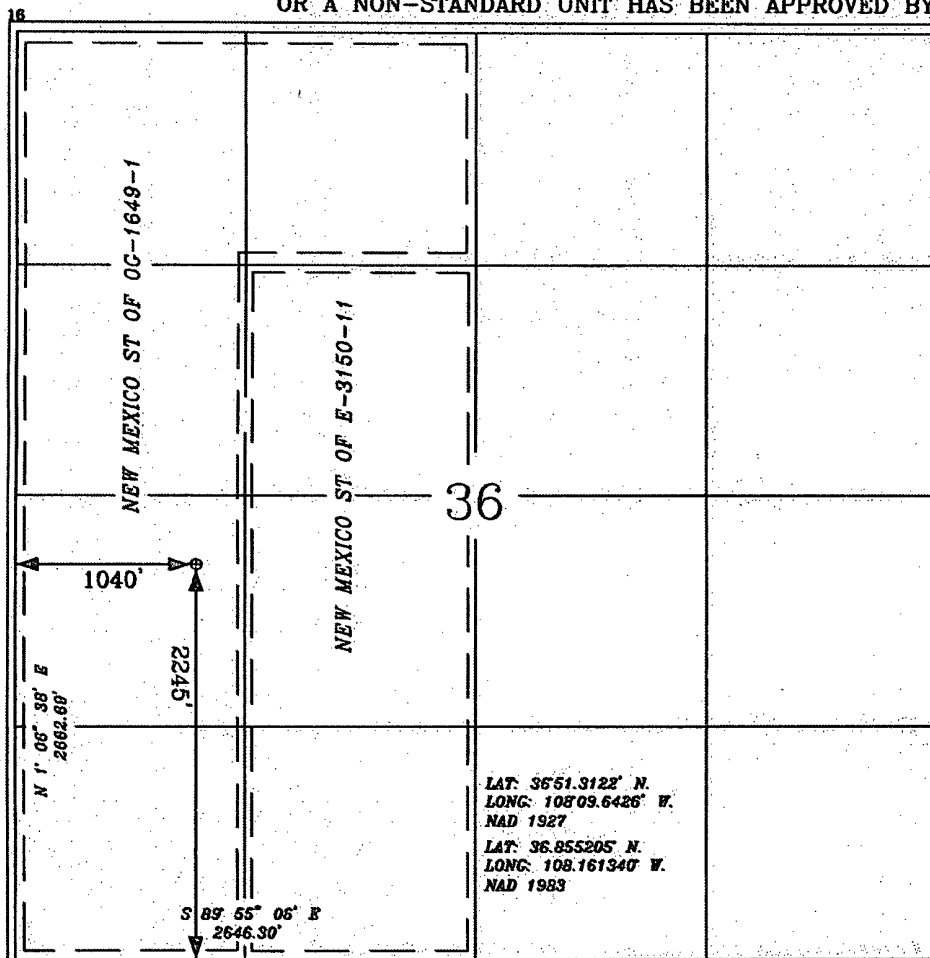 OR A NON-STANDARD UNIT HAS BEEN APPROVED BY
16
NEW MEXICO ST OF OG-1649-1
NEW MEXICO ST OF E-3150-11
36
1040'
2245'
N 1° 06" 38' E
2662.69'
LAT: 36°51.3122' N.
LONG: 108°09.6426' W.
NAD 1927
LAT: 36.855205° N.
LONG: 108.161340° W.
NAD 1983
S 89° 55" 06' E
2646.30'